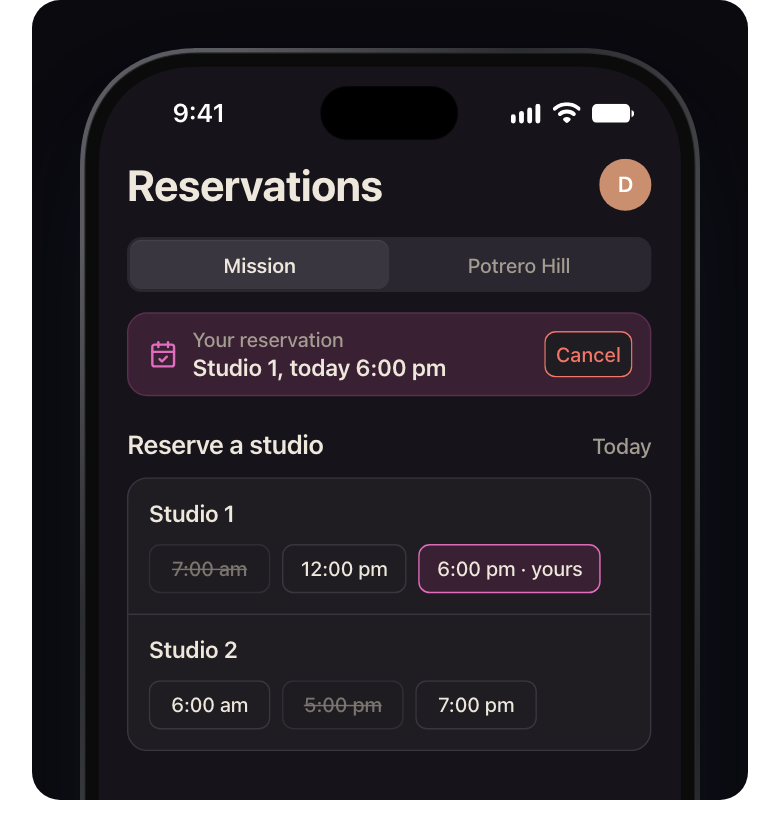 9:41
Reservations
D
Mission
Potrero Hill
Your reservation
Studio 1, today 6:00 pm
Cancel
Reserve a studio
Today
Studio 1
7:00 am
12:00 pm
6:00 pm · yours
Studio 2
6:00 am
5:00 pm
7:00 pm